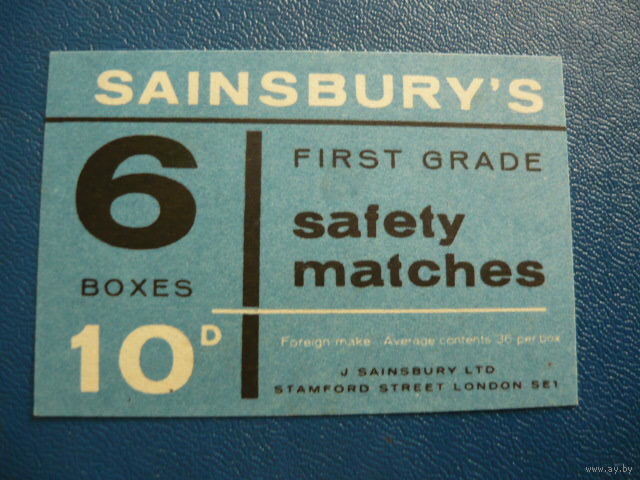 SAINSBURY'S
6
BOXES
10D
FIRST GRADE
safety
matches
Foreign make Average contents 36 per box
J SAINSBURY LTD
STAMFORD STREET LONDON SE1
www.ay.by